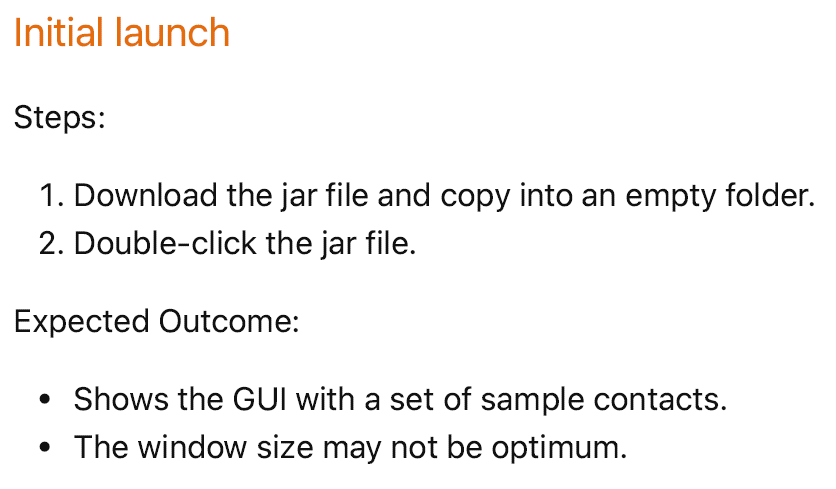 Initial launch
Steps:
1. Download the jar file and copy into an empty folder.
2. Double-click the jar file.
Expected Outcome:
• Shows the GUI with a set of sample contacts.
• The window size may not be optimum.